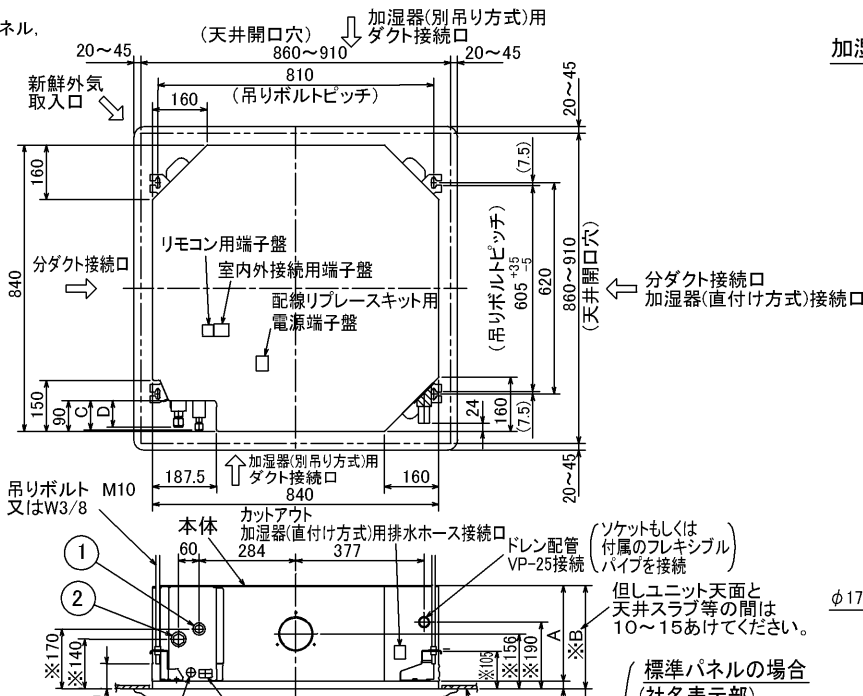 ネル,
(天井開口穴)
加湿器(別吊り方式)用
ダクト接続口
20~45
860~910
20~45
加湿
810
(吊りボルトピッチ)
新鮮外気
取入口
160
20~45
160
(7.5)
840
リモコン用端子盤
室内外接続用端子盤
配線リプレースキット用
電源端子盤
分ダクト接続口
(吊りボルトピッチ)
605 +35 -5
620
860~910
(天井開口穴)
分ダクト接続口
加湿器(直付け方式)接続口
150
90
C
D
24
160
(7.5)
187.5
加湿器(別吊り方式)用
ダクト接続口
160
840
20~45
吊りボルト M10
又はW3/8
本体
カットアウト
加湿器(直付け方式)用排水ホース接続口
ドレン配管
VP-25接続
ソケットもしくは
付属のフレキシブル
パイプを接続
1
60
284
377
2
但しユニット天面と
天井スラブ等の間は
10~15あけてください。
φ17
※170
※140
※105
※156
※190
A
※B
標準パネルの場合
(社名表示部)